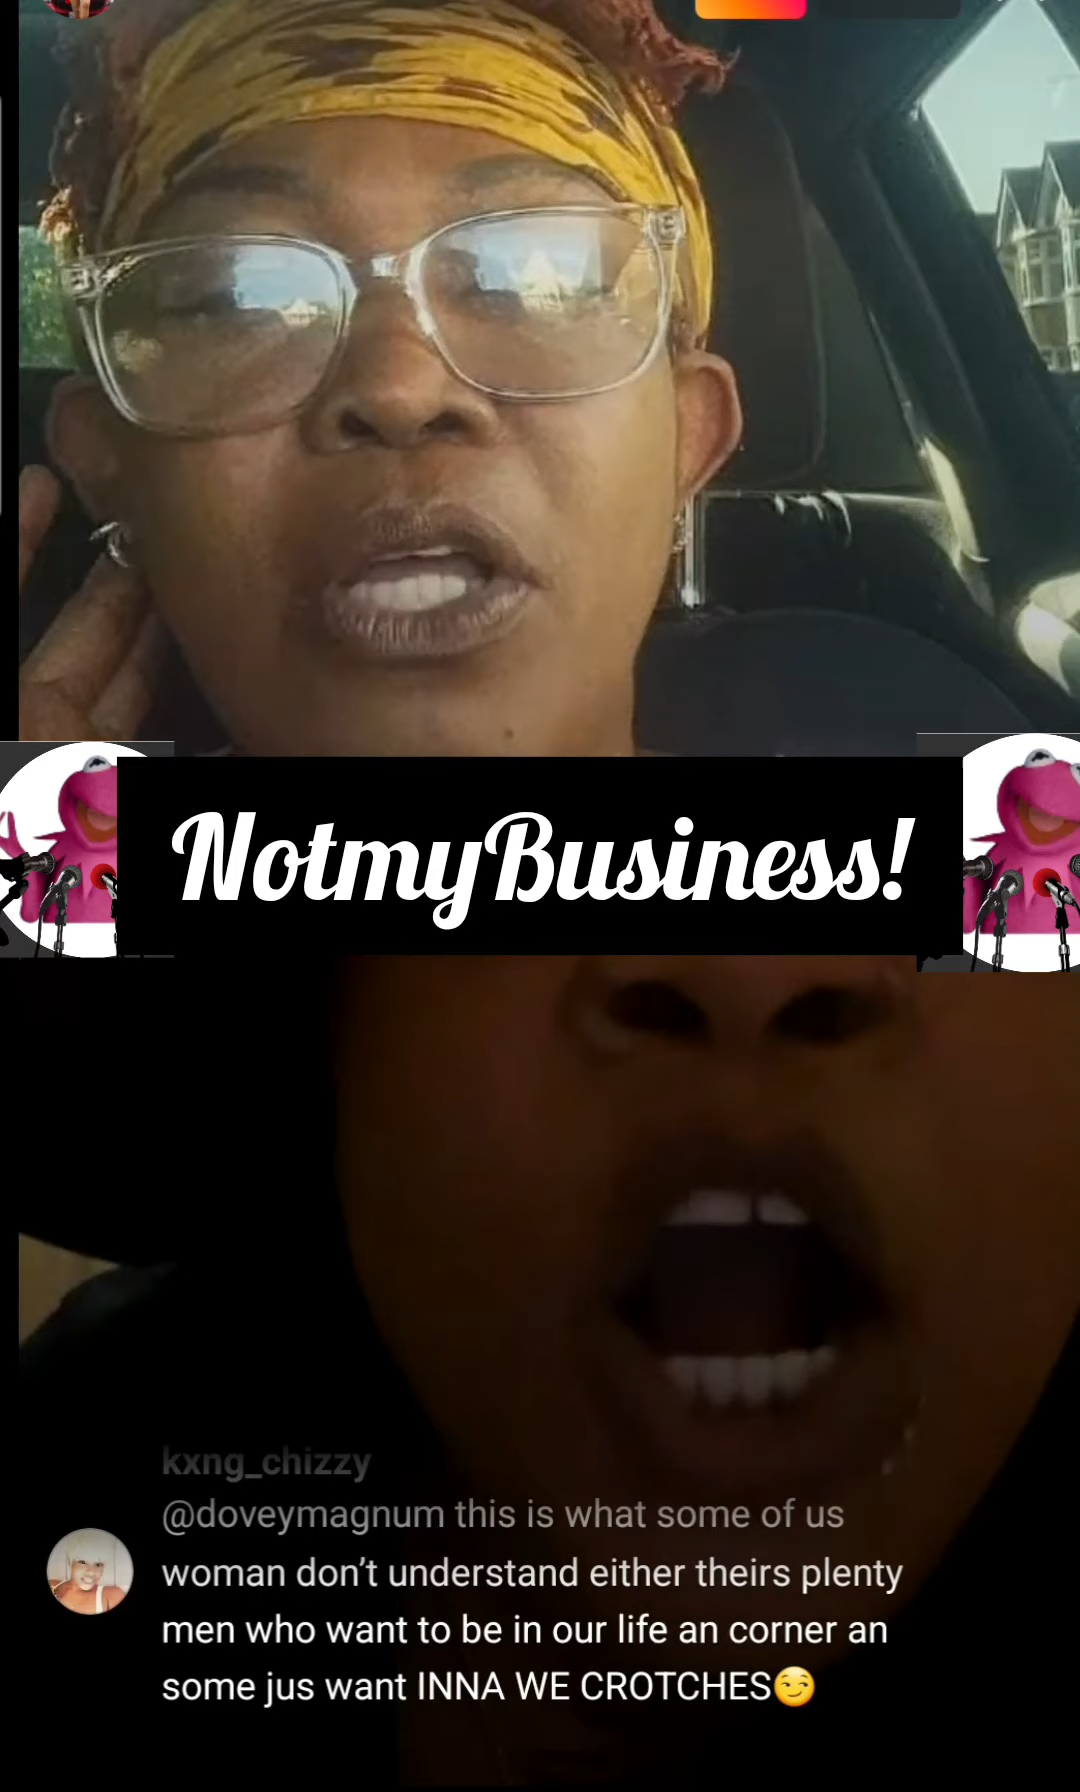 NotmyBusiness!
kxng_chizzy
@doveymagnum this is what some of us
woman don’t understand either theirs plenty
men who want to be in our life an corner an
some jus want INNA WE CROTCHES😏